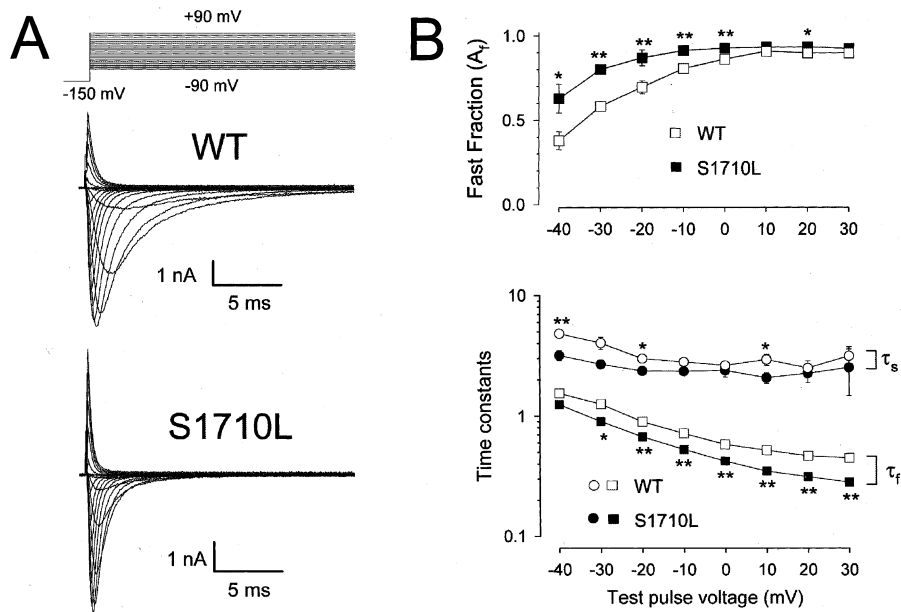 A
+90 mV
-150 mV
-90 mV
WT
1 nA
5 ms
S1710L
1 nA
5 ms
B
Fast Fraction (Af)
1.0
0.5
0.0
* ** ** ** ** *
WT
S1710L
-40 -30 -20 -10 0 10 20 30
Time constants
10
1
0.1
** * *
τs
* ** ** ** ** ** **
τf
WT
S1710L
-40 -30 -20 -10 0 10 20 30
Test pulse voltage (mV)